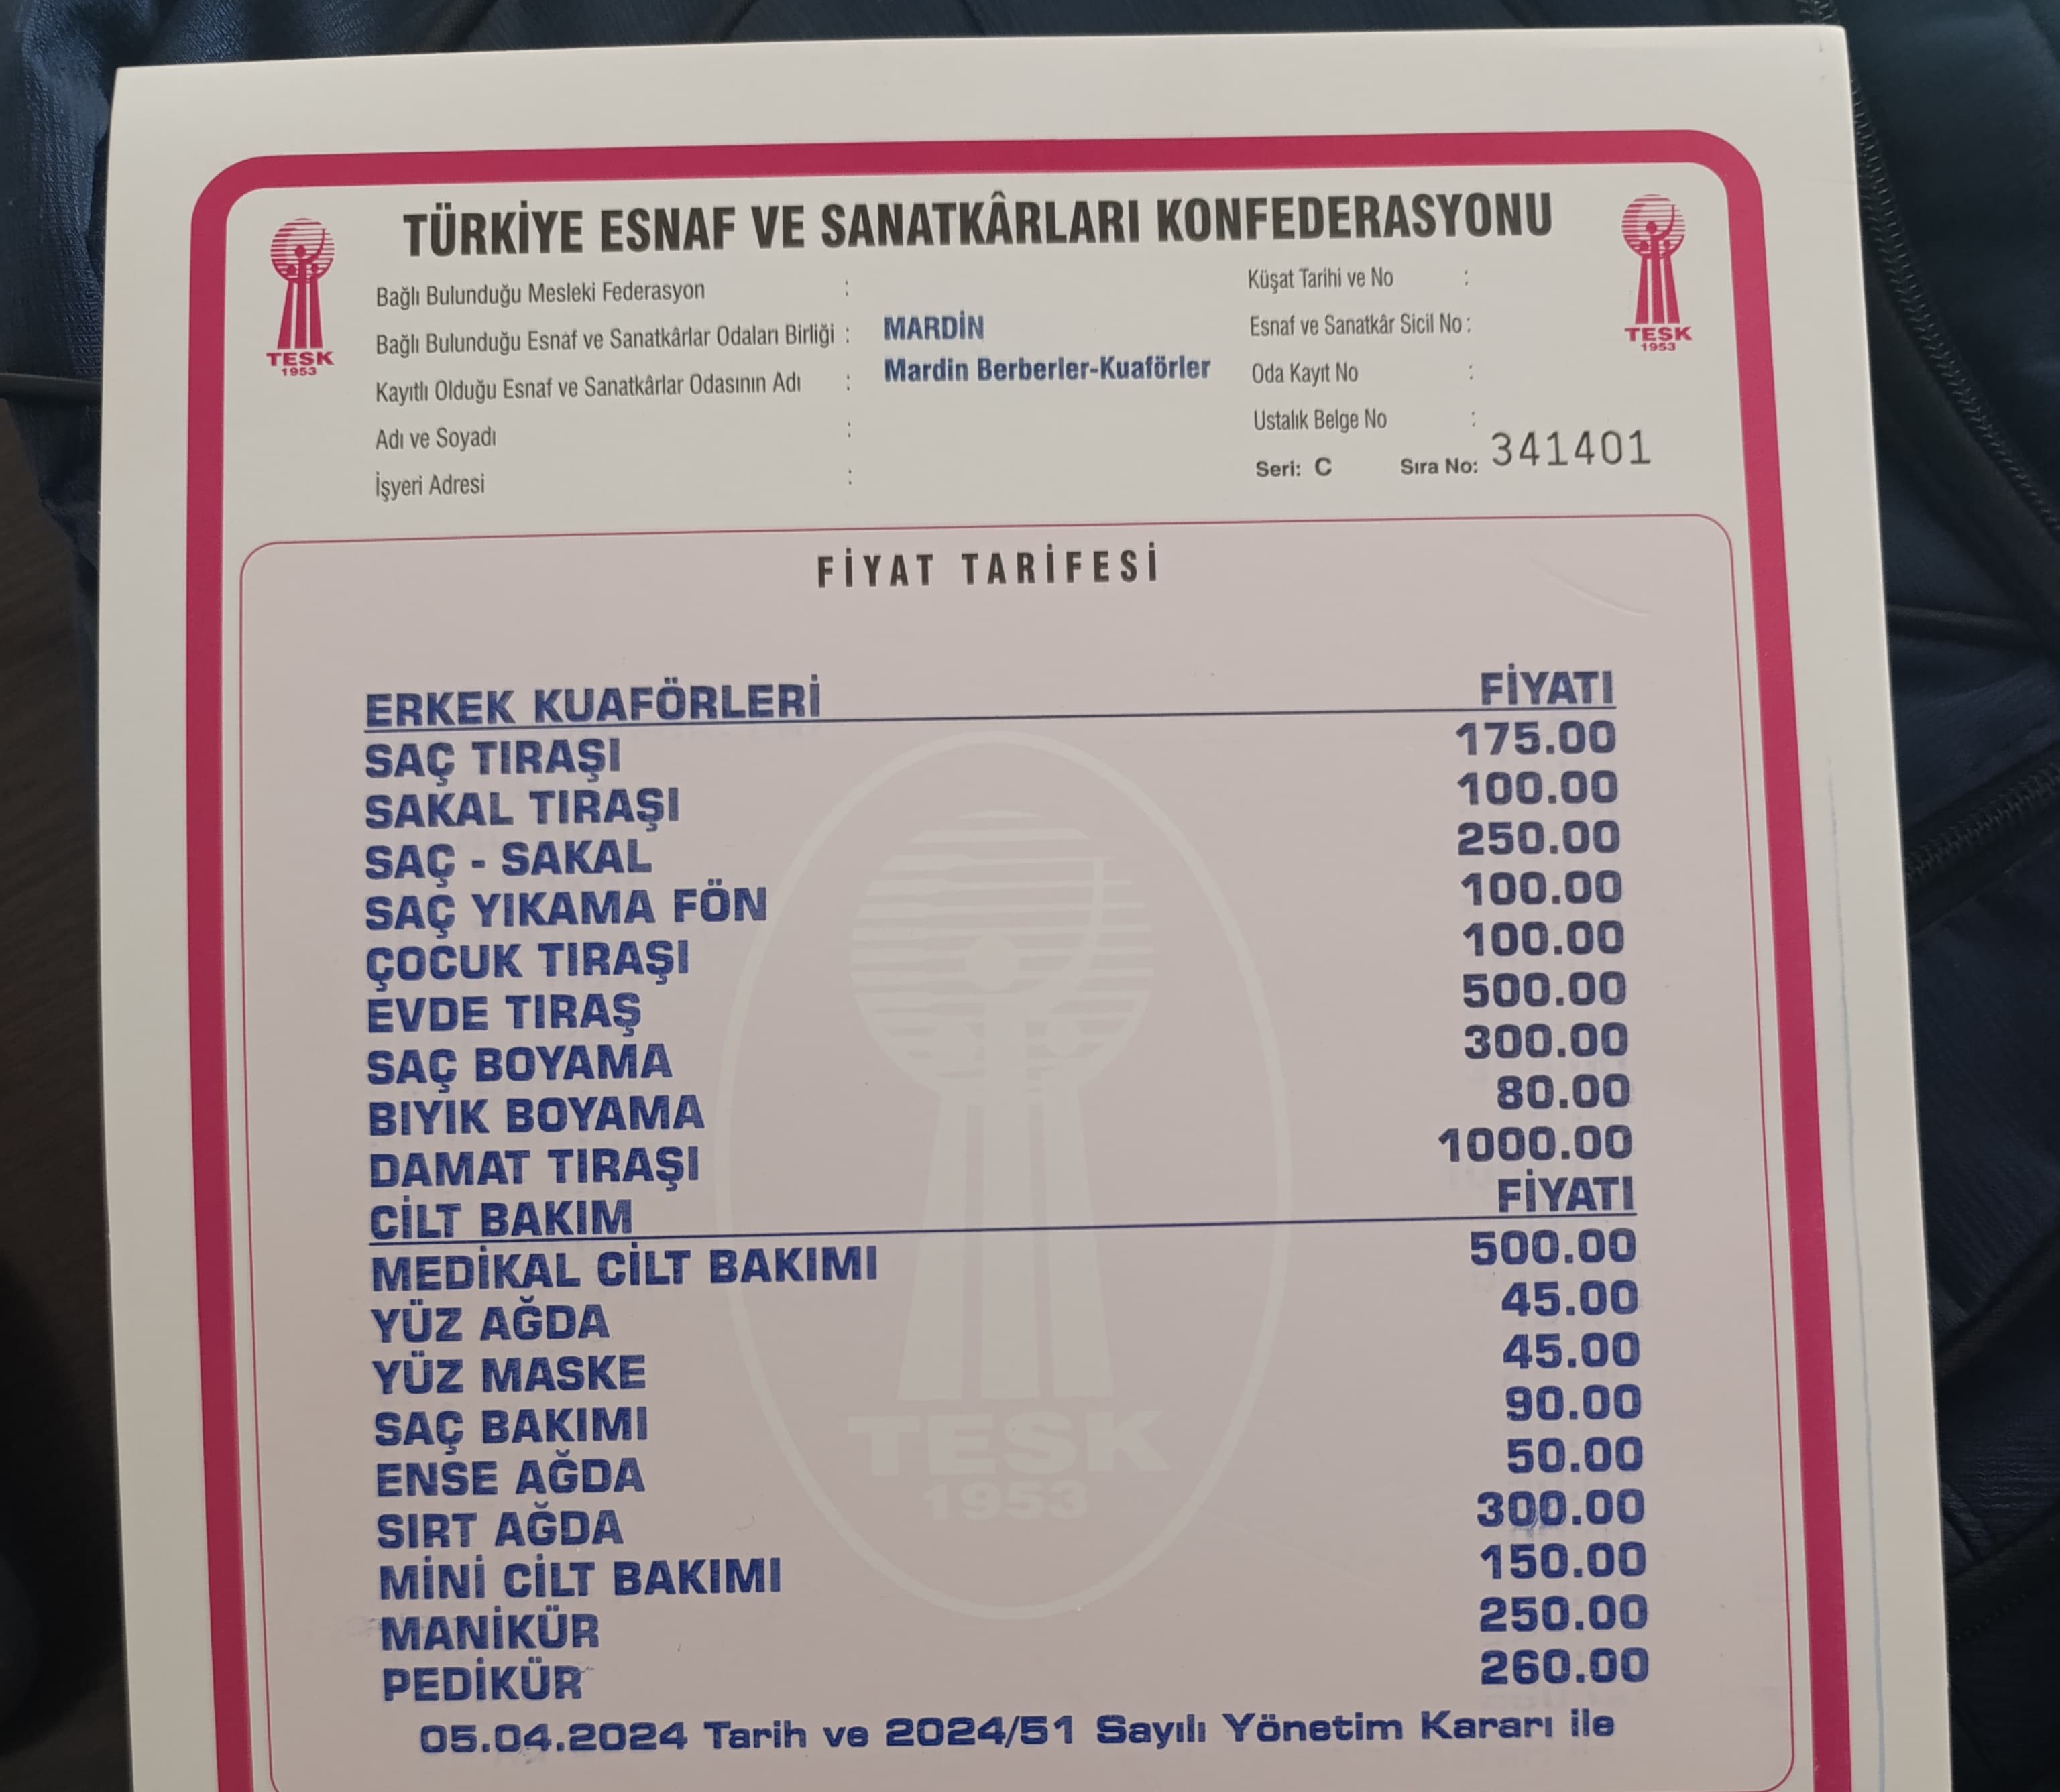 TÜRKİYE ESNAF VE SANATKÂRLARI KONFEDERASYONU
TESK
1953
Bağlı Bulunduğu Mesleki Federasyon :
Bağlı Bulunduğu Esnaf ve Sanatkârlar Odaları Birliği : MARDİN
Kayıtlı Olduğu Esnaf ve Sanatkârlar Odasının Adı : Mardin Berberler-Kuaförler
Adı ve Soyadı :
İşyeri Adresi :
Küşat Tarihi ve No :
Esnaf ve Sanatkâr Sicil No :
Oda Kayıt No :
Ustalık Belge No :
Seri: C Sıra No: 341401
TESK
1953
FİYAT TARİFESİ
ERKEK KUAFÖRLERİ FİYATI
SAÇ TIRAŞI 175.00
SAKAL TIRAŞI 100.00
SAÇ - SAKAL 250.00
SAÇ YIKAMA FÖN 100.00
ÇOCUK TIRAŞI 100.00
EVDE TIRAŞ 500.00
SAÇ BOYAMA 300.00
BIYIK BOYAMA 80.00
DAMAT TIRAŞI 1000.00
CİLT BAKIM FİYATI
MEDİKAL CİLT BAKIMI 500.00
YÜZ AĞDA 45.00
YÜZ MASKE 45.00
SAÇ BAKIMI 90.00
ENSE AĞDA 50.00
SIRT AĞDA 300.00
MİNİ CİLT BAKIMI 150.00
MANİKÜR 250.00
PEDİKÜR 260.00
TESK
1953
05.04.2024 Tarih ve 2024/51 Sayılı Yönetim Kararı ile